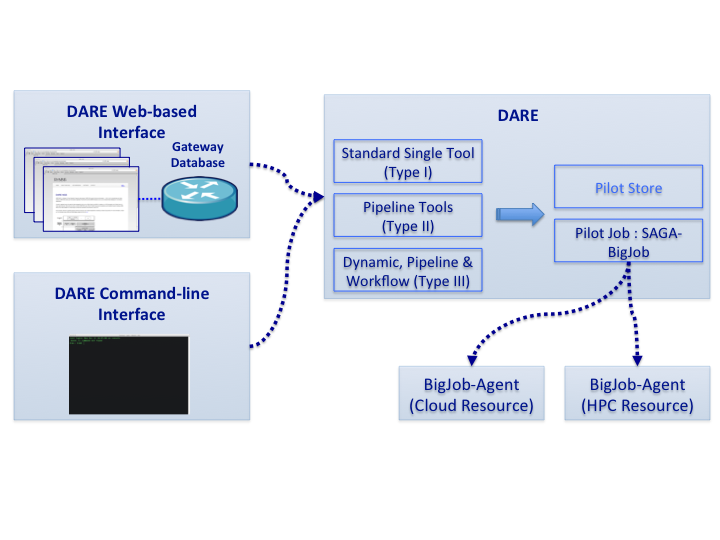 DARE Web-based
Interface
Gateway
Database
DARE Command-line
Interface
DARE
Standard Single Tool
(Type I)
Pipeline Tools
(Type II)
Dynamic, Pipeline &
Workflow (Type III)
Pilot Store
Pilot Job : SAGA-
BigJob
BigJob-Agent
(Cloud Resource)
BigJob-Agent
(HPC Resource)